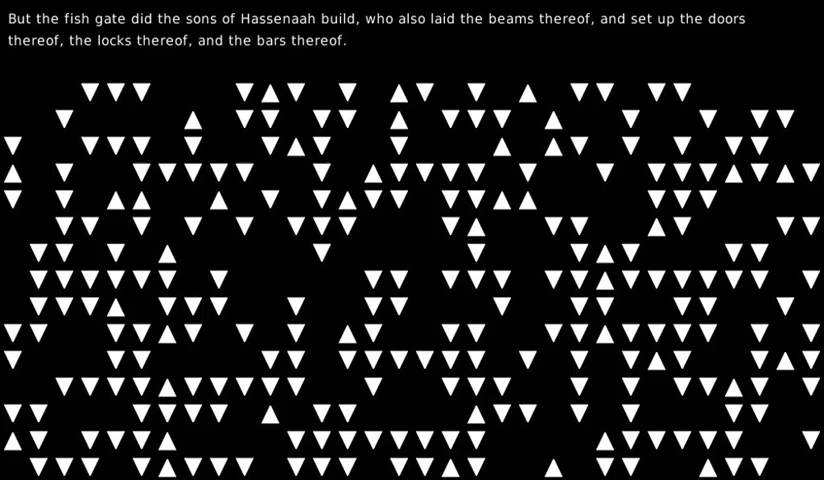 But the fish gate did the sons of Hassenaah build, who also laid the beams thereof, and set up the doors
thereof, the locks thereof, and the bars thereof.